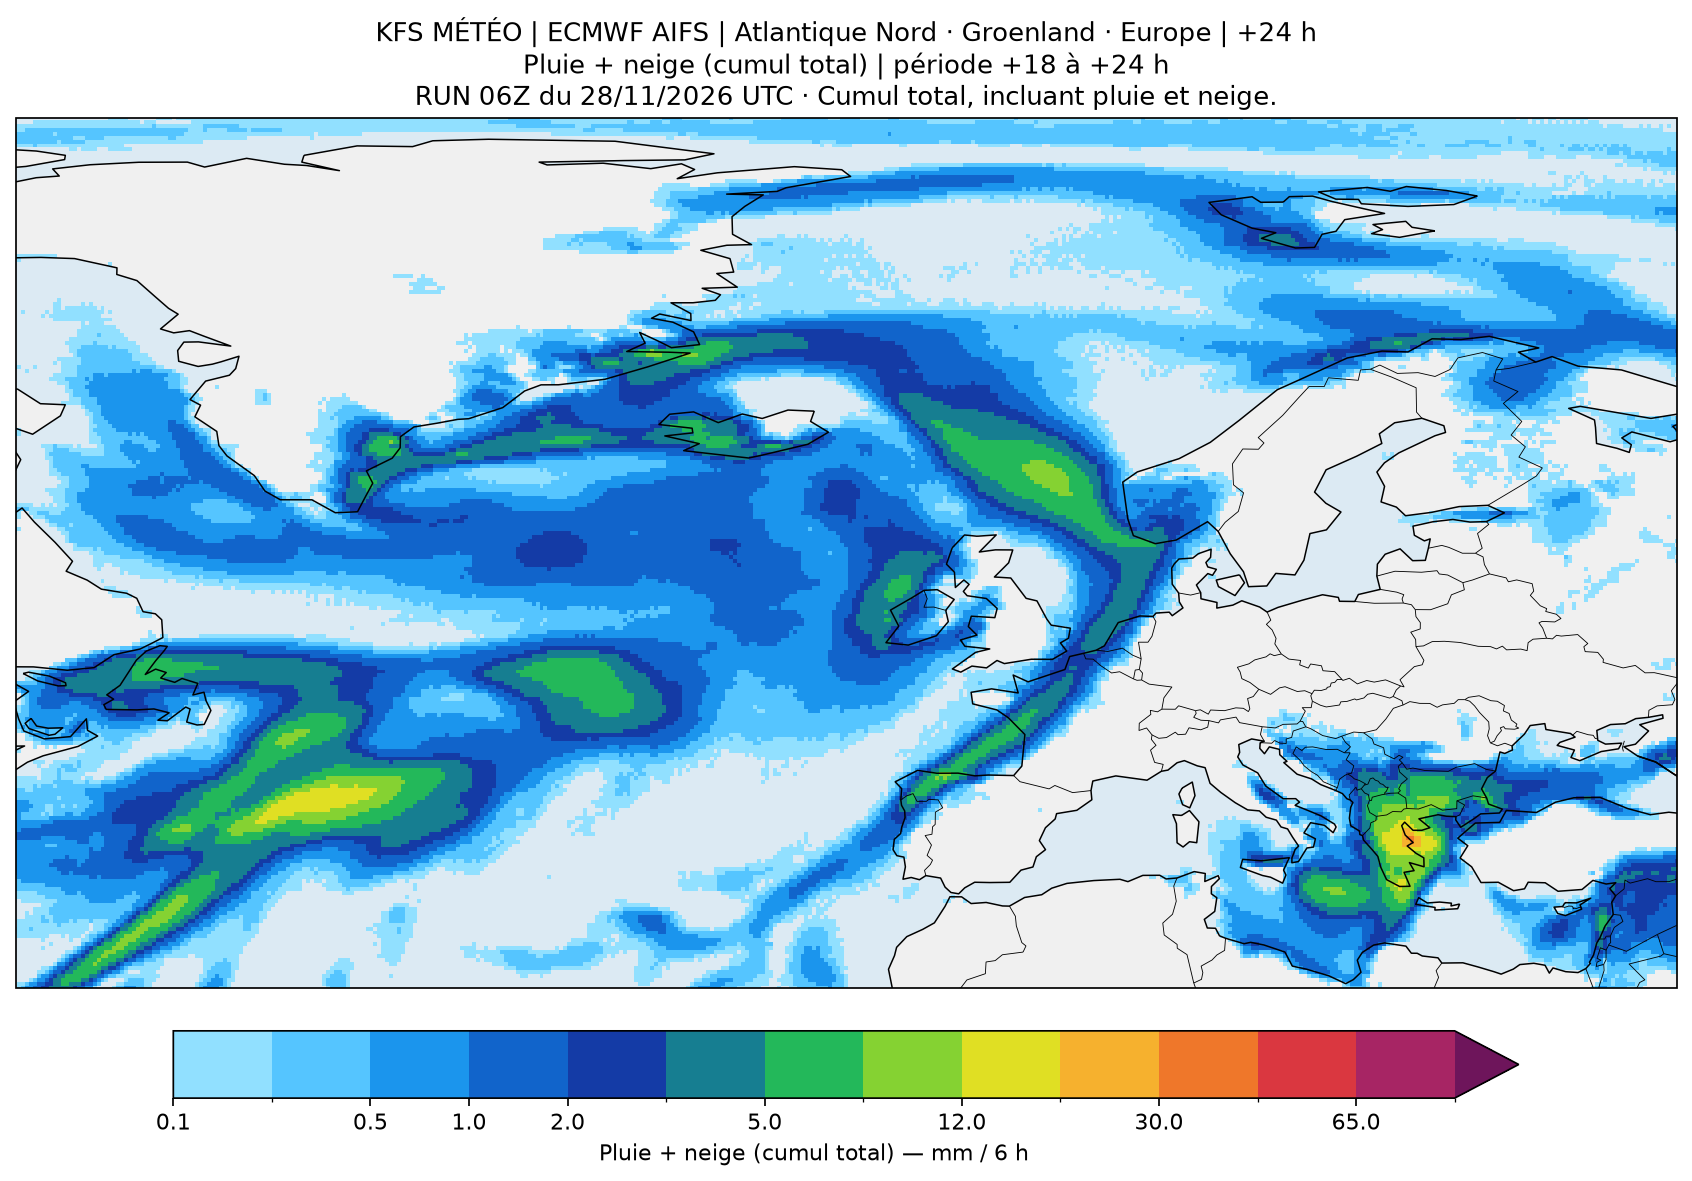 KFS MÉTÉO | ECMWF AIFS | Atlantique Nord · Groenland · Europe | +24 h
Pluie + neige (cumul total) | période +18 à +24 h
RUN 06Z du 28/11/2026 UTC · Cumul total, incluant pluie et neige.
0.1 0.5 1.0 2.0 5.0 12.0 30.0 65.0
Pluie + neige (cumul total) — mm / 6 h